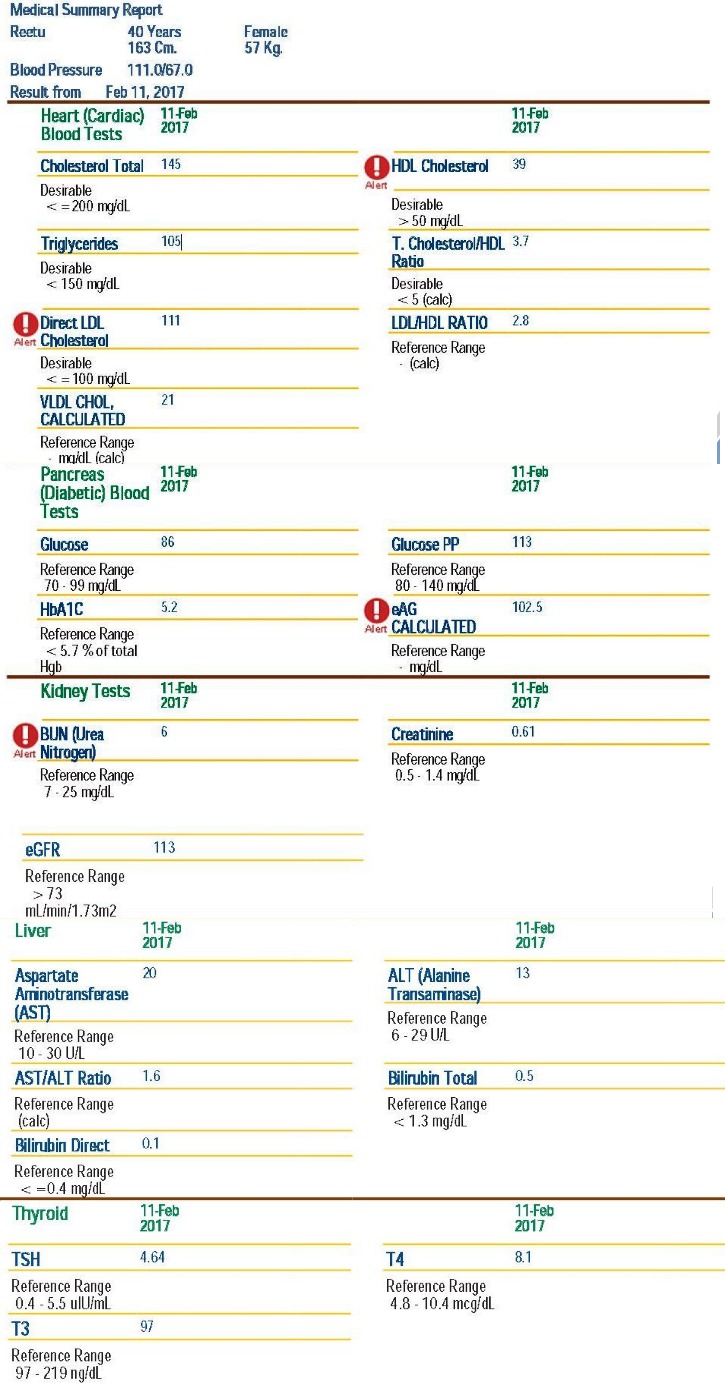 Medical Summary Report
Reetu 40 Years Female
163 Cm. 57 Kg.
Blood Pressure 111.0/67.0
Result from Feb 11, 2017
Heart (Cardiac) Blood Tests 11-Feb 2017 11-Feb 2017
Cholesterol Total 145
Desirable
< = 200 mg/dL
Alert HDL Cholesterol 39
Desirable
> 50 mg/dL
Triglycerides 105
Desirable
< 150 mg/dL
T. Cholesterol/HDL 3.7
Ratio
Desirable
< 5 (calc)
Direct LDL 111
Alert Cholesterol
Desirable
< = 100 mg/dL
LDL/HDL RATIO 2.8
Reference Range
- (calc)
VLDL CHOL, 21
CALCULATED
Reference Range
- mg/dL (calc)
Pancreas 11-Feb 11-Feb
(Diabetic) Blood 2017 2017
Tests
Glucose 86
Reference Range
70 - 99 mg/dL
Glucose PP 113
Reference Range
80 - 140 mg/dL
HbA1C 5.2
Reference Range
< 5.7 % of total
Hgb
eAG 102.5
Alert CALCULATED
Reference Range
- mg/dL
Kidney Tests 11-Feb 11-Feb
2017 2017
BUN (Urea 6
Alert Nitrogen)
Reference Range
7 - 25 mg/dL
Creatinine 0.61
Reference Range
0.5 - 1.4 mg/dL
eGFR 113
Reference Range
> 73
mL/min/1.73m2
Liver 11-Feb 11-Feb
2017 2017
Aspartate 20
Aminotransferase
(AST)
Reference Range
10 - 30 U/L
ALT (Alanine 13
Transaminase)
Reference Range
6 - 29 U/L
AST/ALT Ratio 1.6
Reference Range
(calc)
Bilirubin Total 0.5
Reference Range
< 1.3 mg/dL
Bilirubin Direct 0.1
Reference Range
< =0.4 mg/dL
Thyroid 11-Feb 11-Feb
2017 2017
TSH 4.64
Reference Range
0.4 - 5.5 uIU/mL
T4 8.1
Reference Range
4.8 - 10.4 mcg/dL
T3 97
Reference Range
97 - 219 ng/dL